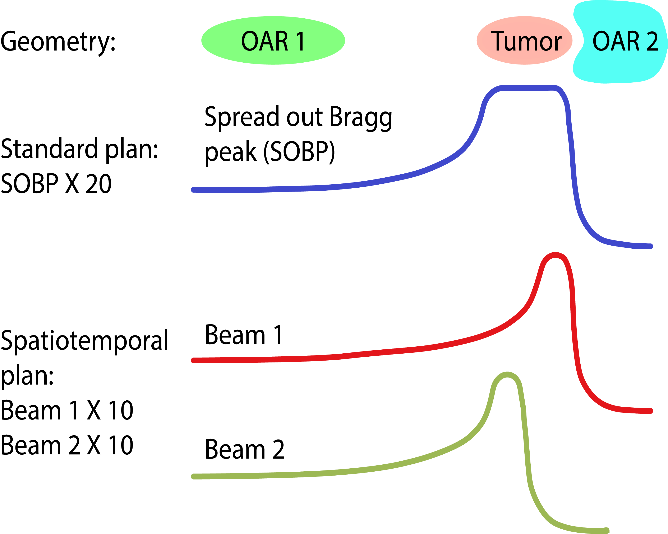 Geometry:
OAR 1
Tumor
OAR 2
Spread out Bragg
peak (SOBP)
Standard plan:
SOBP X 20
Beam 1
Spatiotemporal
plan:
Beam 1 X 10
Beam 2 X 10
Beam 2